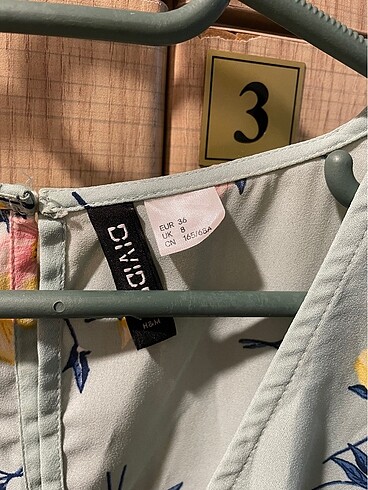 3
EUR 36
UK 8
CN 165/68A
DIVID
H&M